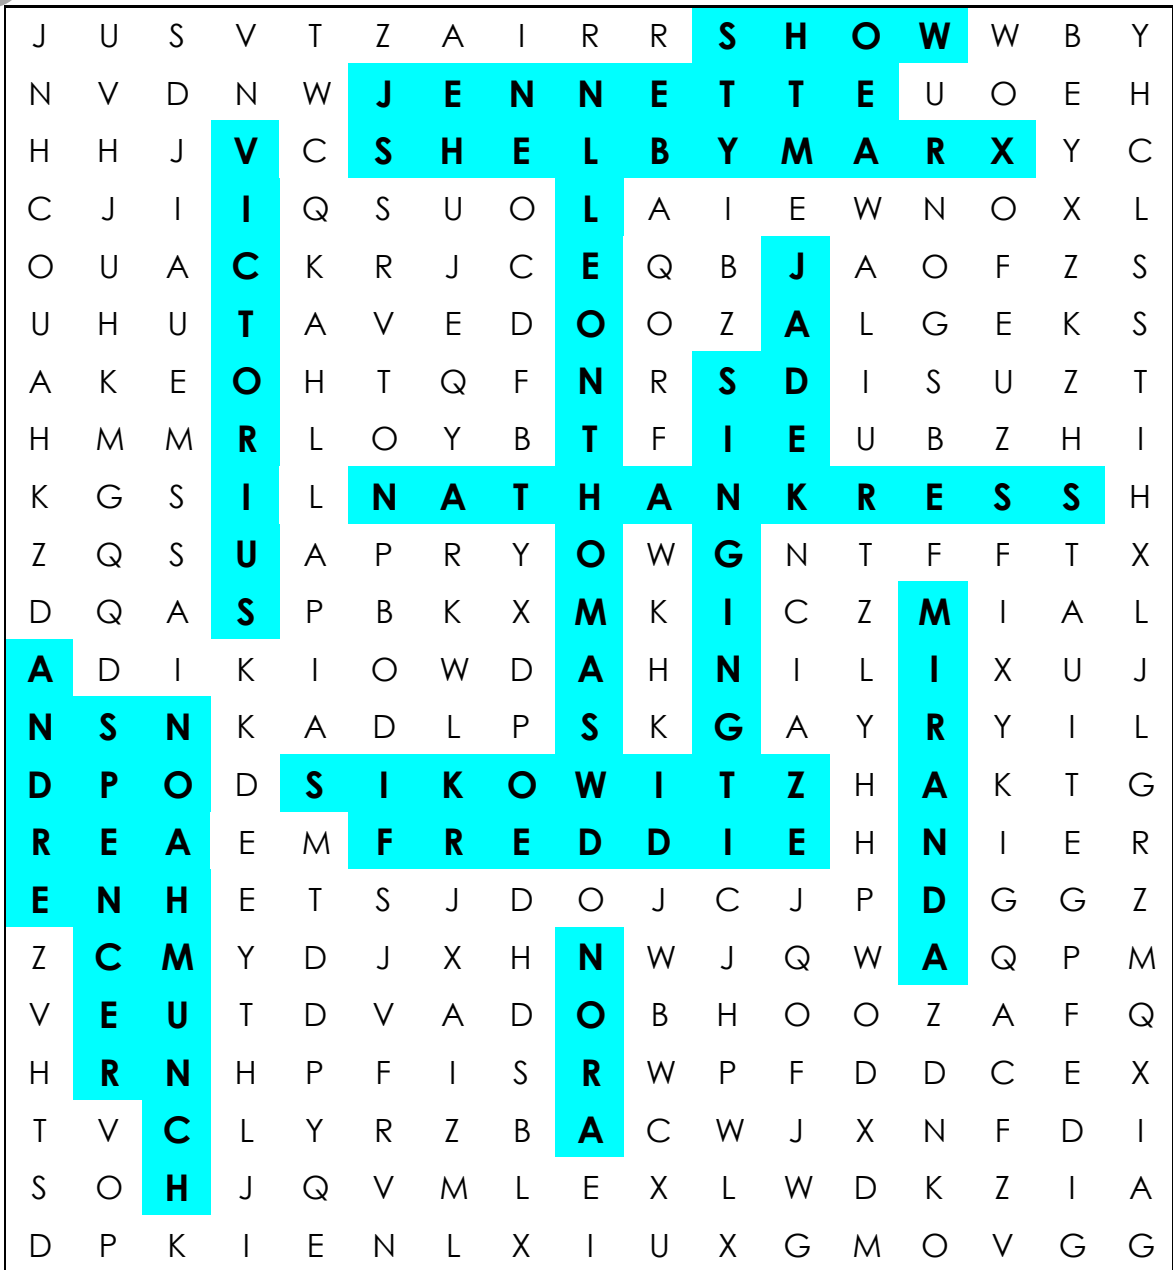 J U S V T Z A I R R S H O W W B Y
N V D N W J E N N E T T E U O E H
H H J V C S H E L B Y M A R X Y C
C J I I Q S U O L A I E W N O X L
O U A C K R J C E Q B J A O F Z S
U H U T A V E D O O Z A L G E K S
A K E O H T Q F N R S D I S U Z T
H M M R L O Y B T F I E U B Z H I
K G S I L N A T H A N K R E S S H
Z Q S U A P R Y O W G N T F F T X
D Q A S P B K X M K I C Z M I A L
A D I K I O W D A H N I L I X U J
N S N K A D L P S K G A Y R Y I L
D P O D S I K O W I T Z H A K T G
R E A E M F R E D D I E H N I E R
E N H E T S J D O J C J P D G G Z
Z C M Y D J X H N W J Q W A Q P M
V E U T D V A D O B H O O Z A F Q
H R N H P F I S R W P F D D C E X
T V C L Y R Z B A C W J X N F D I
S O H J Q V M L E X L W D K Z I A
D P K I E N L X I U X G M O V G G